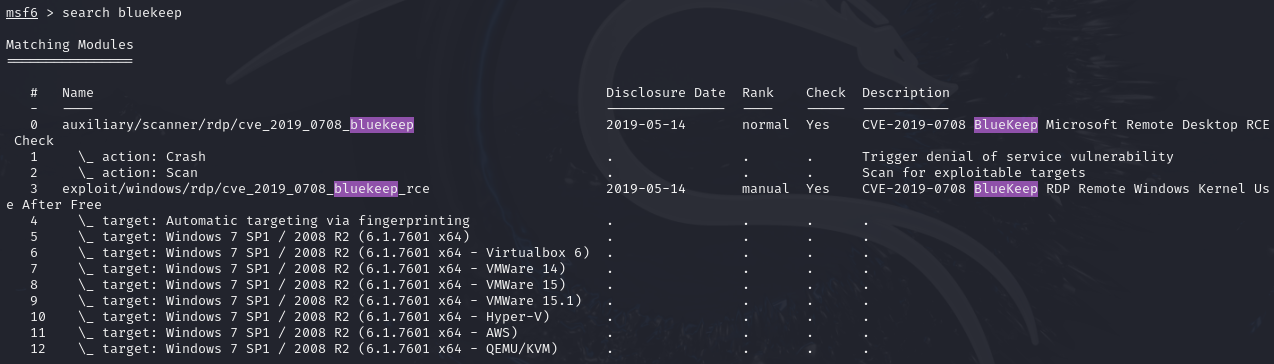 msf6 > search bluekeep
Matching Modules
================
#   Name   Disclosure Date   Rank   Check   Description
-   ----   ---------------   ----   -----   -----------
0   auxiliary/scanner/rdp/cve_2019_0708_bluekeep   2019-05-14   normal   Yes   CVE-2019-0708 BlueKeep Microsoft Remote Desktop RCE
Check
1     \_ action: Crash   .   .   .   Trigger denial of service vulnerability
2     \_ action: Scan   .   .   .   Scan for exploitable targets
3   exploit/windows/rdp/cve_2019_0708_bluekeep_rce   2019-05-14   manual   Yes   CVE-2019-0708 BlueKeep RDP Remote Windows Kernel Us
e After Free
4     \_ target: Automatic targeting via fingerprinting   .   .   .   .
5     \_ target: Windows 7 SP1 / 2008 R2 (6.1.7601 x64)   .   .   .   .
6     \_ target: Windows 7 SP1 / 2008 R2 (6.1.7601 x64 - Virtualbox 6)   .   .   .   .
7     \_ target: Windows 7 SP1 / 2008 R2 (6.1.7601 x64 - VMWare 14)   .   .   .   .
8     \_ target: Windows 7 SP1 / 2008 R2 (6.1.7601 x64 - VMWare 15)   .   .   .   .
9     \_ target: Windows 7 SP1 / 2008 R2 (6.1.7601 x64 - VMWare 15.1)   .   .   .   .
10    \_ target: Windows 7 SP1 / 2008 R2 (6.1.7601 x64 - Hyper-V)   .   .   .   .
11    \_ target: Windows 7 SP1 / 2008 R2 (6.1.7601 x64 - AWS)   .   .   .   .
12    \_ target: Windows 7 SP1 / 2008 R2 (6.1.7601 x64 - QEMU/KVM)   .   .   .   .